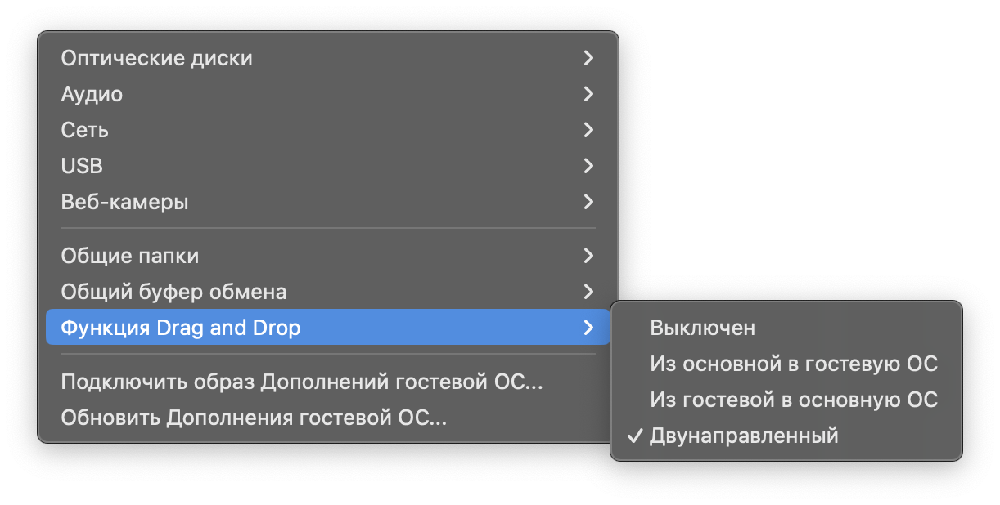 Оптические диски
Аудио
Сеть
USB
Веб-камеры
Общие папки
Общий буфер обмена
Функция Drag and Drop
Подключить образ Дополнений гостевой ОС...
Обновить Дополнения гостевой ОС...
Выключен
Из основной в гостевую ОС
Из гостевой в основную ОС
Двунаправленный